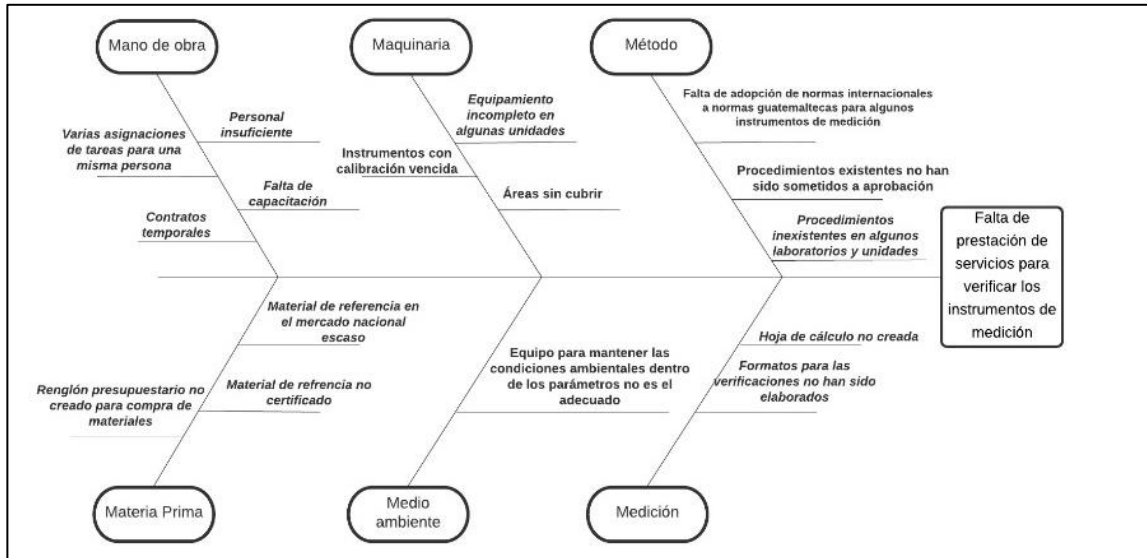 Mano de obra
Maquinaria
Método
Personal
insuficiente
Varias asignaciones
de tareas para una
misma persona
Falta de
capacitación
Contratos
temporales
Equipamiento
incompleto en
algunas unidades
Instrumentos con
calibración vencida
Áreas sin cubrir
Falta de adopción de normas internacionales
a normas guatemaltecas para algunos
instrumentos de medición
Procedimientos existentes no han
sido sometidos a aprobación
Procedimientos
inexistentes en algunos
laboratorios y unidades
Falta de
prestación de
servicios para
verificar los
instrumentos de
medición
Material de referencia en
el mercado nacional
escaso
Renglón presupuestario no
creado para compra de
materiales
Material de refrencia no
certificado
Equipo para mantener las
condiciones ambientales dentro
de los parámetros no es el
adecuado
Hoja de cálculo no creada
Formatos para las
verificaciones no han sido
elaborados
Materia Prima
Medio
ambiente
Medición